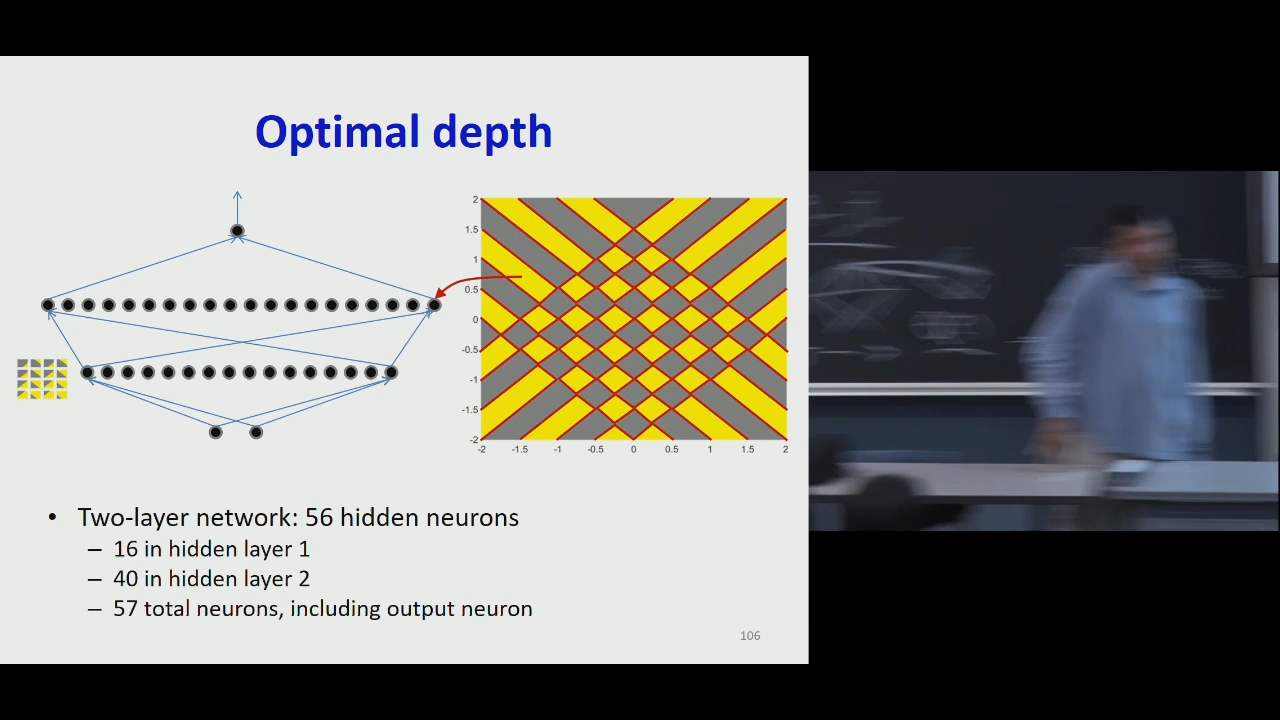 Optimal depth
2
1.5
1
0.5
0
-0.5
-1
-1.5
-2
-2 -1.5 -1 -0.5 0 0.5 1 1.5 2
• Two-layer network: 56 hidden neurons
– 16 in hidden layer 1
– 40 in hidden layer 2
– 57 total neurons, including output neuron
106